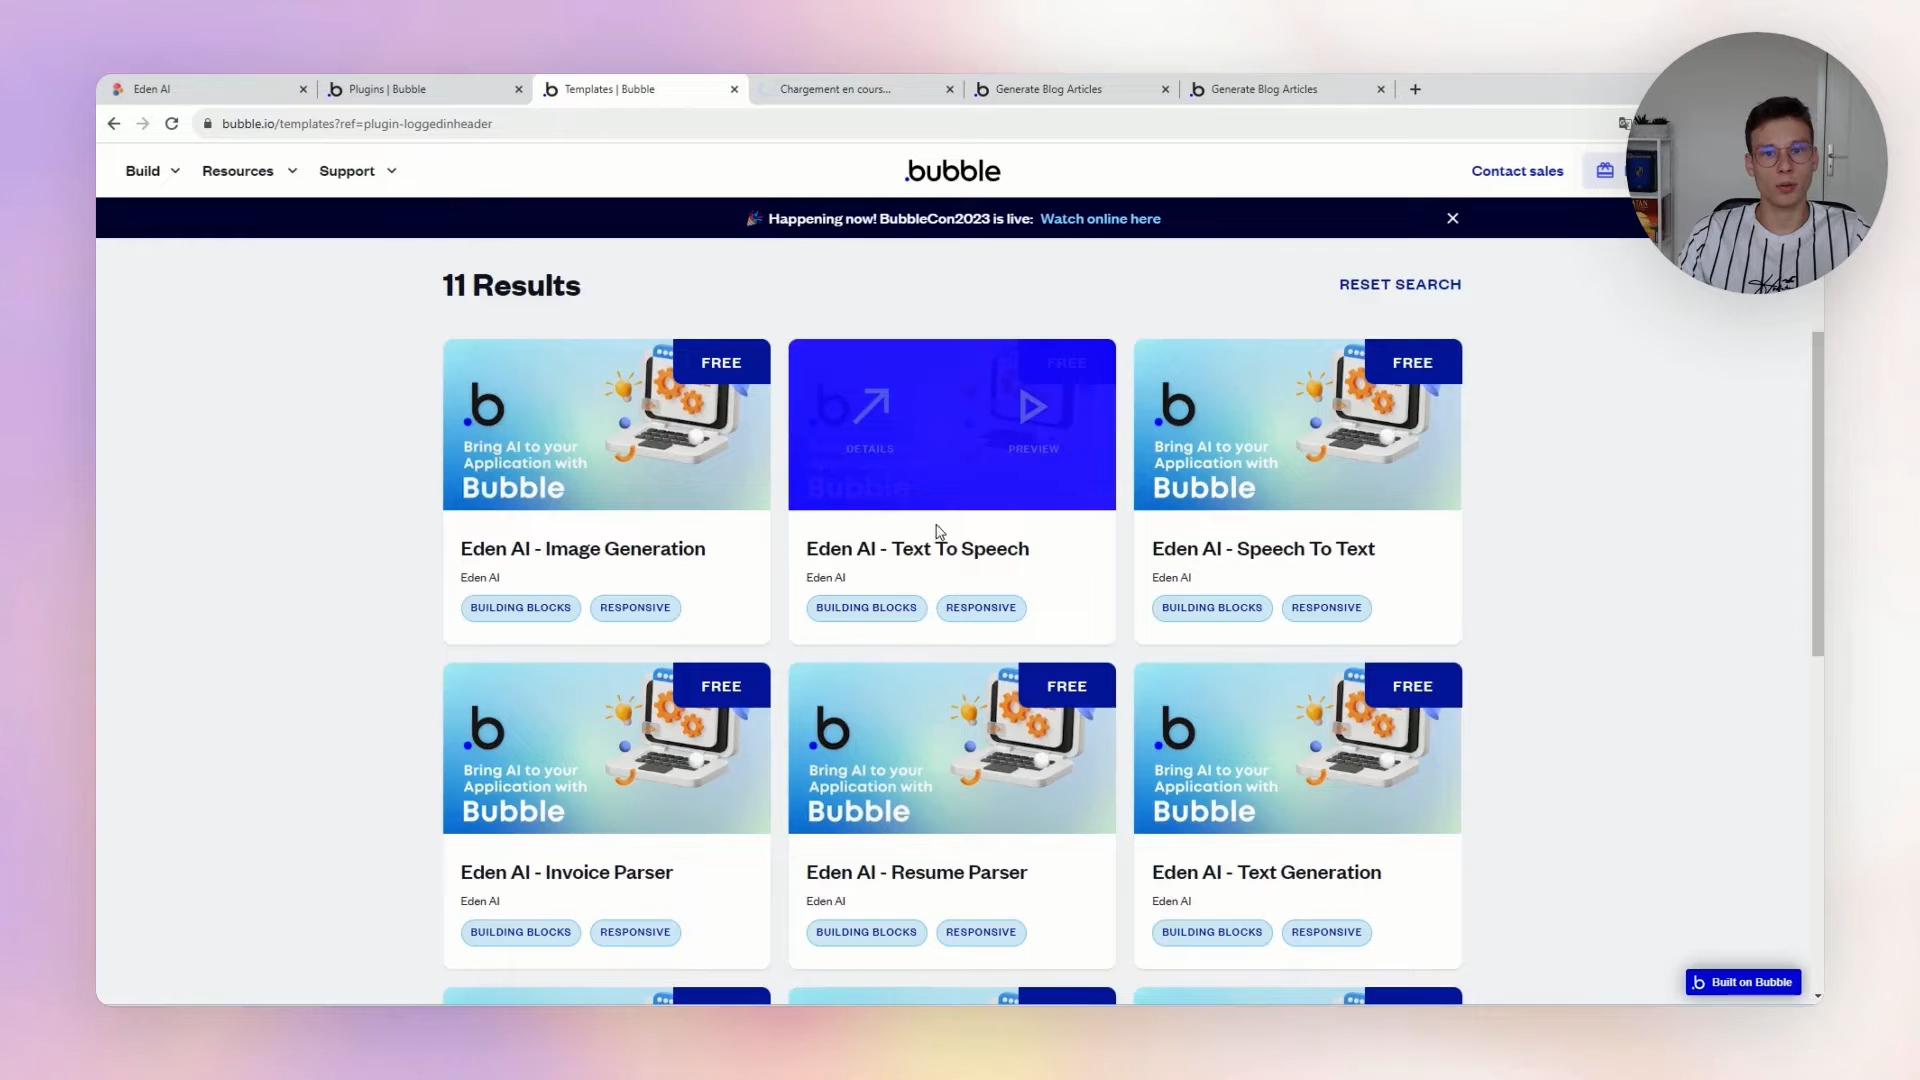 Eden AI
Plugins | Bubble
Templates | Bubble
Chargement en cours...
Generate Blog Articles
Generate Blog Articles
bubble.io/templates?ref=plugin-loggedinheader
Build
Resources
Support
.bubble
Contact sales
🎉 Happening now! BubbleCon2023 is live: Watch online here
11 Results
RESET SEARCH
FREE
.b
Bring AI to your
Application with
Bubble
Eden AI - Image Generation
Eden AI
BUILDING BLOCKS
RESPONSIVE
FREE
DETAILS
PREVIEW
Bubble
Eden AI - Text To Speech
Eden AI
BUILDING BLOCKS
RESPONSIVE
FREE
.b
Bring AI to your
Application with
Bubble
Eden AI - Speech To Text
Eden AI
BUILDING BLOCKS
RESPONSIVE
FREE
.b
Bring AI to your
Application with
Bubble
Eden AI - Invoice Parser
Eden AI
BUILDING BLOCKS
RESPONSIVE
FREE
.b
Bring AI to your
Application with
Bubble
Eden AI - Resume Parser
Eden AI
BUILDING BLOCKS
RESPONSIVE
FREE
.b
Bring AI to your
Application with
Bubble
Eden AI - Text Generation
Eden AI
BUILDING BLOCKS
RESPONSIVE
.b Built on Bubble